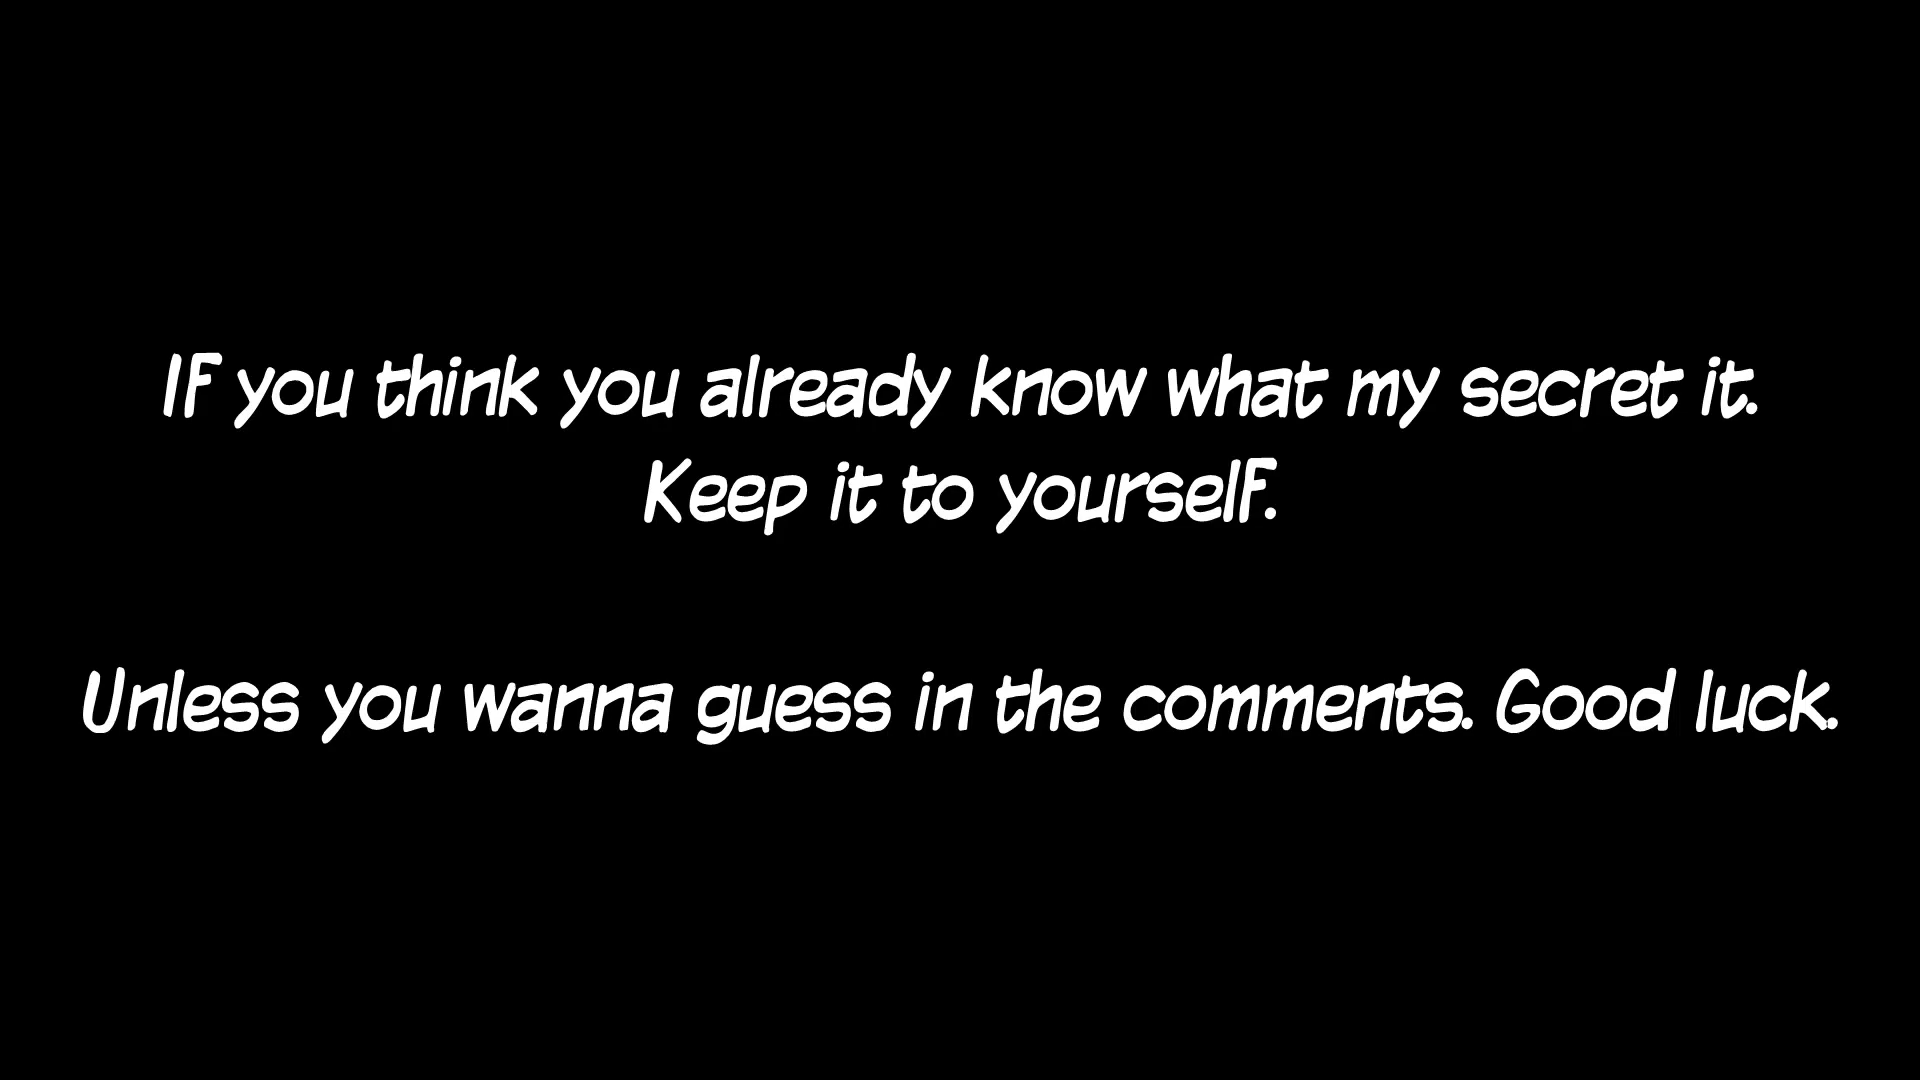 If you think you already know what my secret it.
Keep it to yourself.
Unless you wanna guess in the comments. Good luck.